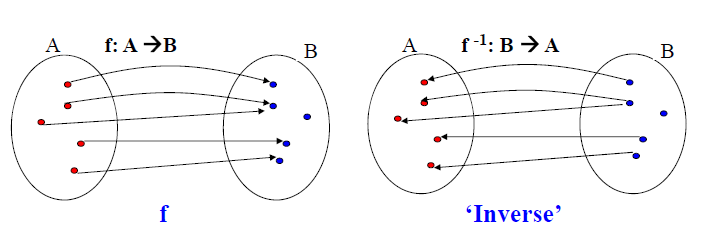 A f: A →B B
f
A f -1: B → A B
‘Inverse’